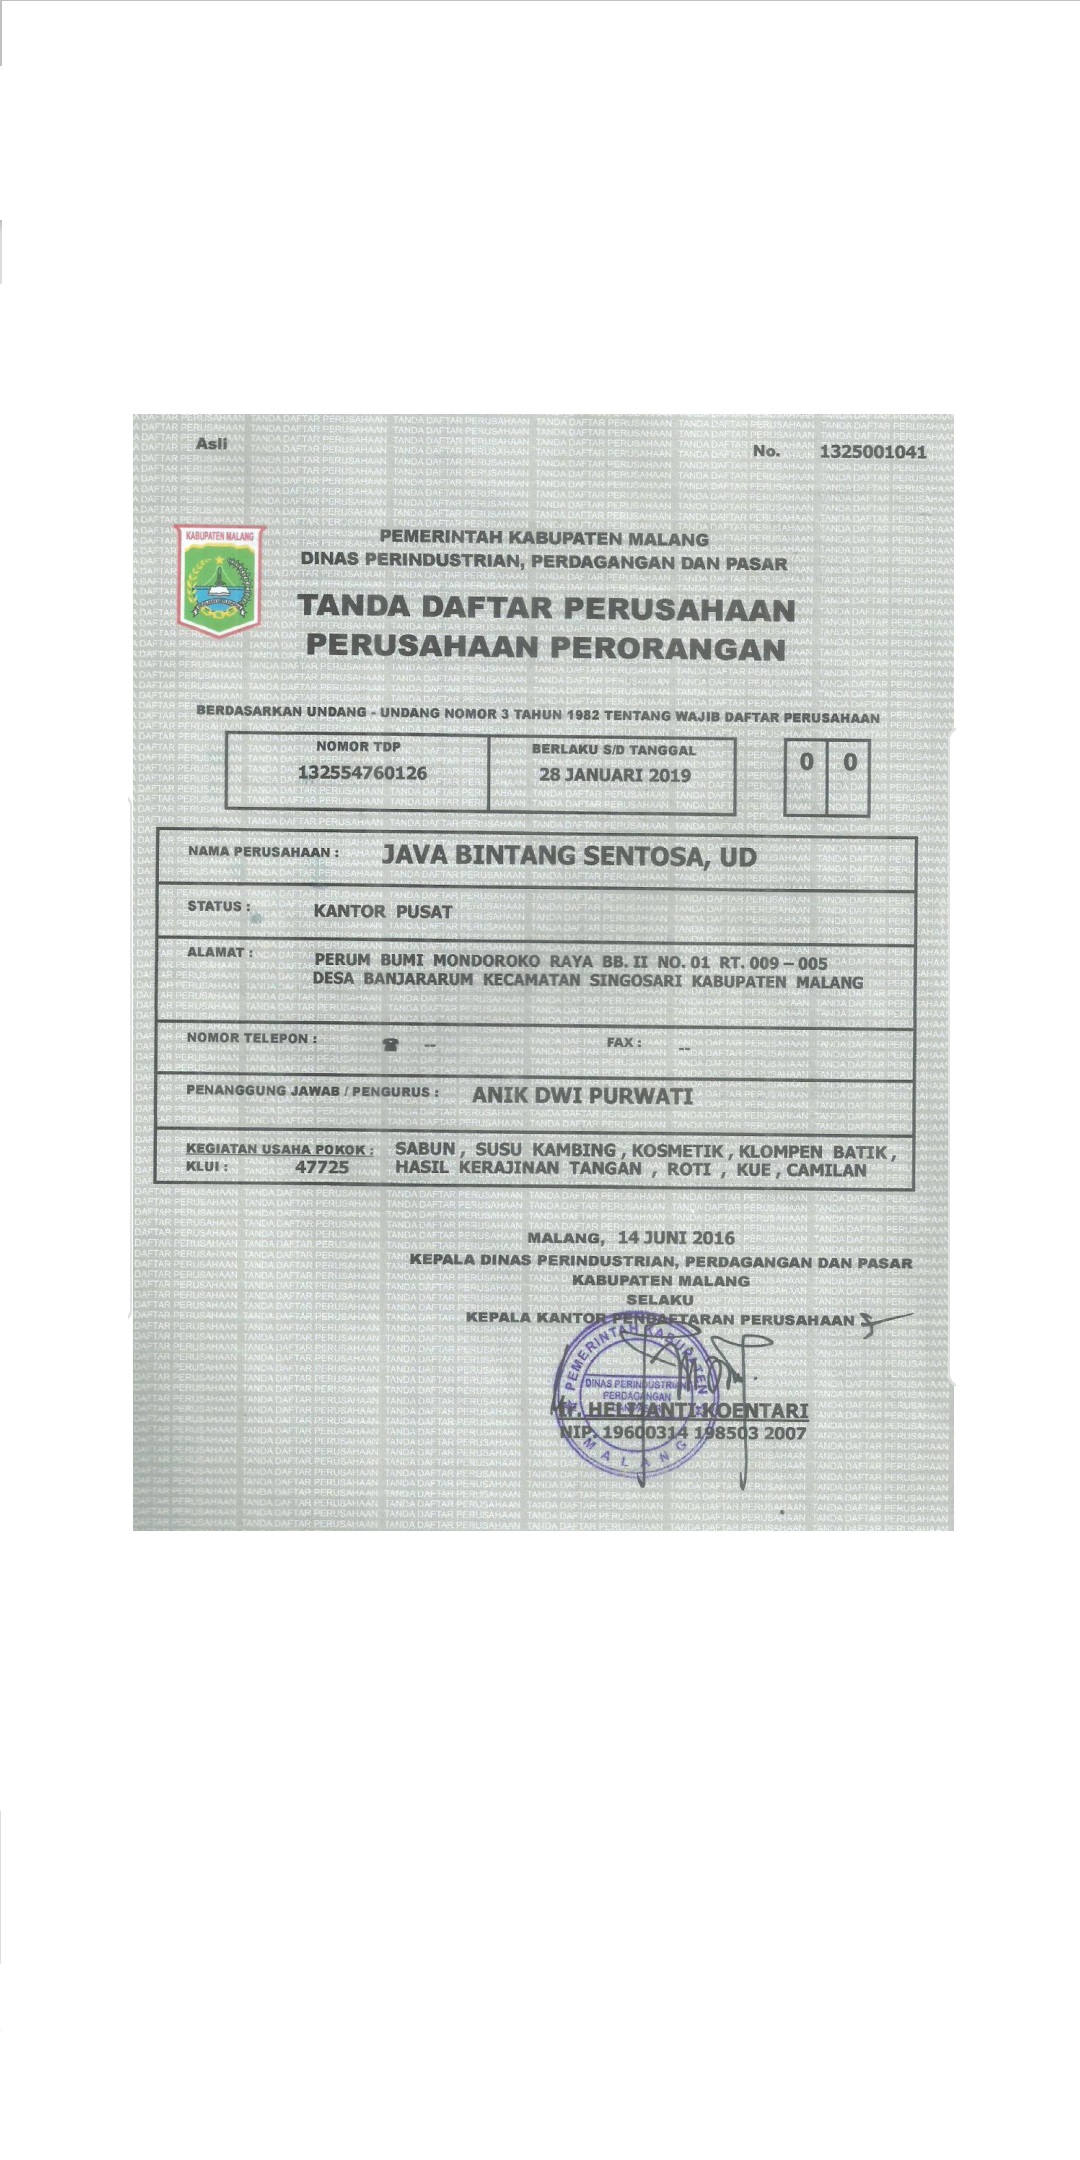 Asli
No. 1325001041
KABUPATEN MALANG
PEMERINTAH KABUPATEN MALANG
DINAS PERINDUSTRIAN, PERDAGANGAN DAN PASAR
TANDA DAFTAR PERUSAHAAN
PERUSAHAAN PERORANGAN
BERDASARKAN UNDANG - UNDANG NOMOR 3 TAHUN 1982 TENTANG WAJIB DAFTAR PERUSAHAAN
NOMOR TDP
132554760126
BERLAKU S/D TANGGAL
28 JANUARI 2019
0 0
NAMA PERUSAHAAN : JAVA BINTANG SENTOSA, UD
STATUS : KANTOR PUSAT
ALAMAT : PERUM BUMI MONDOROKO RAYA BB. II NO. 01 RT. 009 – 005
DESA BANJARARUM KECAMATAN SINGOSARI KABUPATEN MALANG
NOMOR TELEPON : ☎ -- FAX : --
PENANGGUNG JAWAB / PENGURUS : ANIK DWI PURWATI
KEGIATAN USAHA POKOK : SABUN , SUSU KAMBING , KOSMETIK , KLOMPEN BATIK ,
KLUI : 47725 HASIL KERAJINAN TANGAN , ROTI , KUE , CAMILAN
MALANG, 14 JUNI 2016
KEPALA DINAS PERINDUSTRIAN, PERDAGANGAN DAN PASAR
KABUPATEN MALANG
SELAKU
KEPALA KANTOR PENDAFTARAN PERUSAHAAN
PEMERINTAH KABUPATEN
DINAS PERINDUSTRIAN
PERDAGANGAN
MALANG
Ir. HELIJANTI KOENTARI
NIP. 19600314 198503 2007